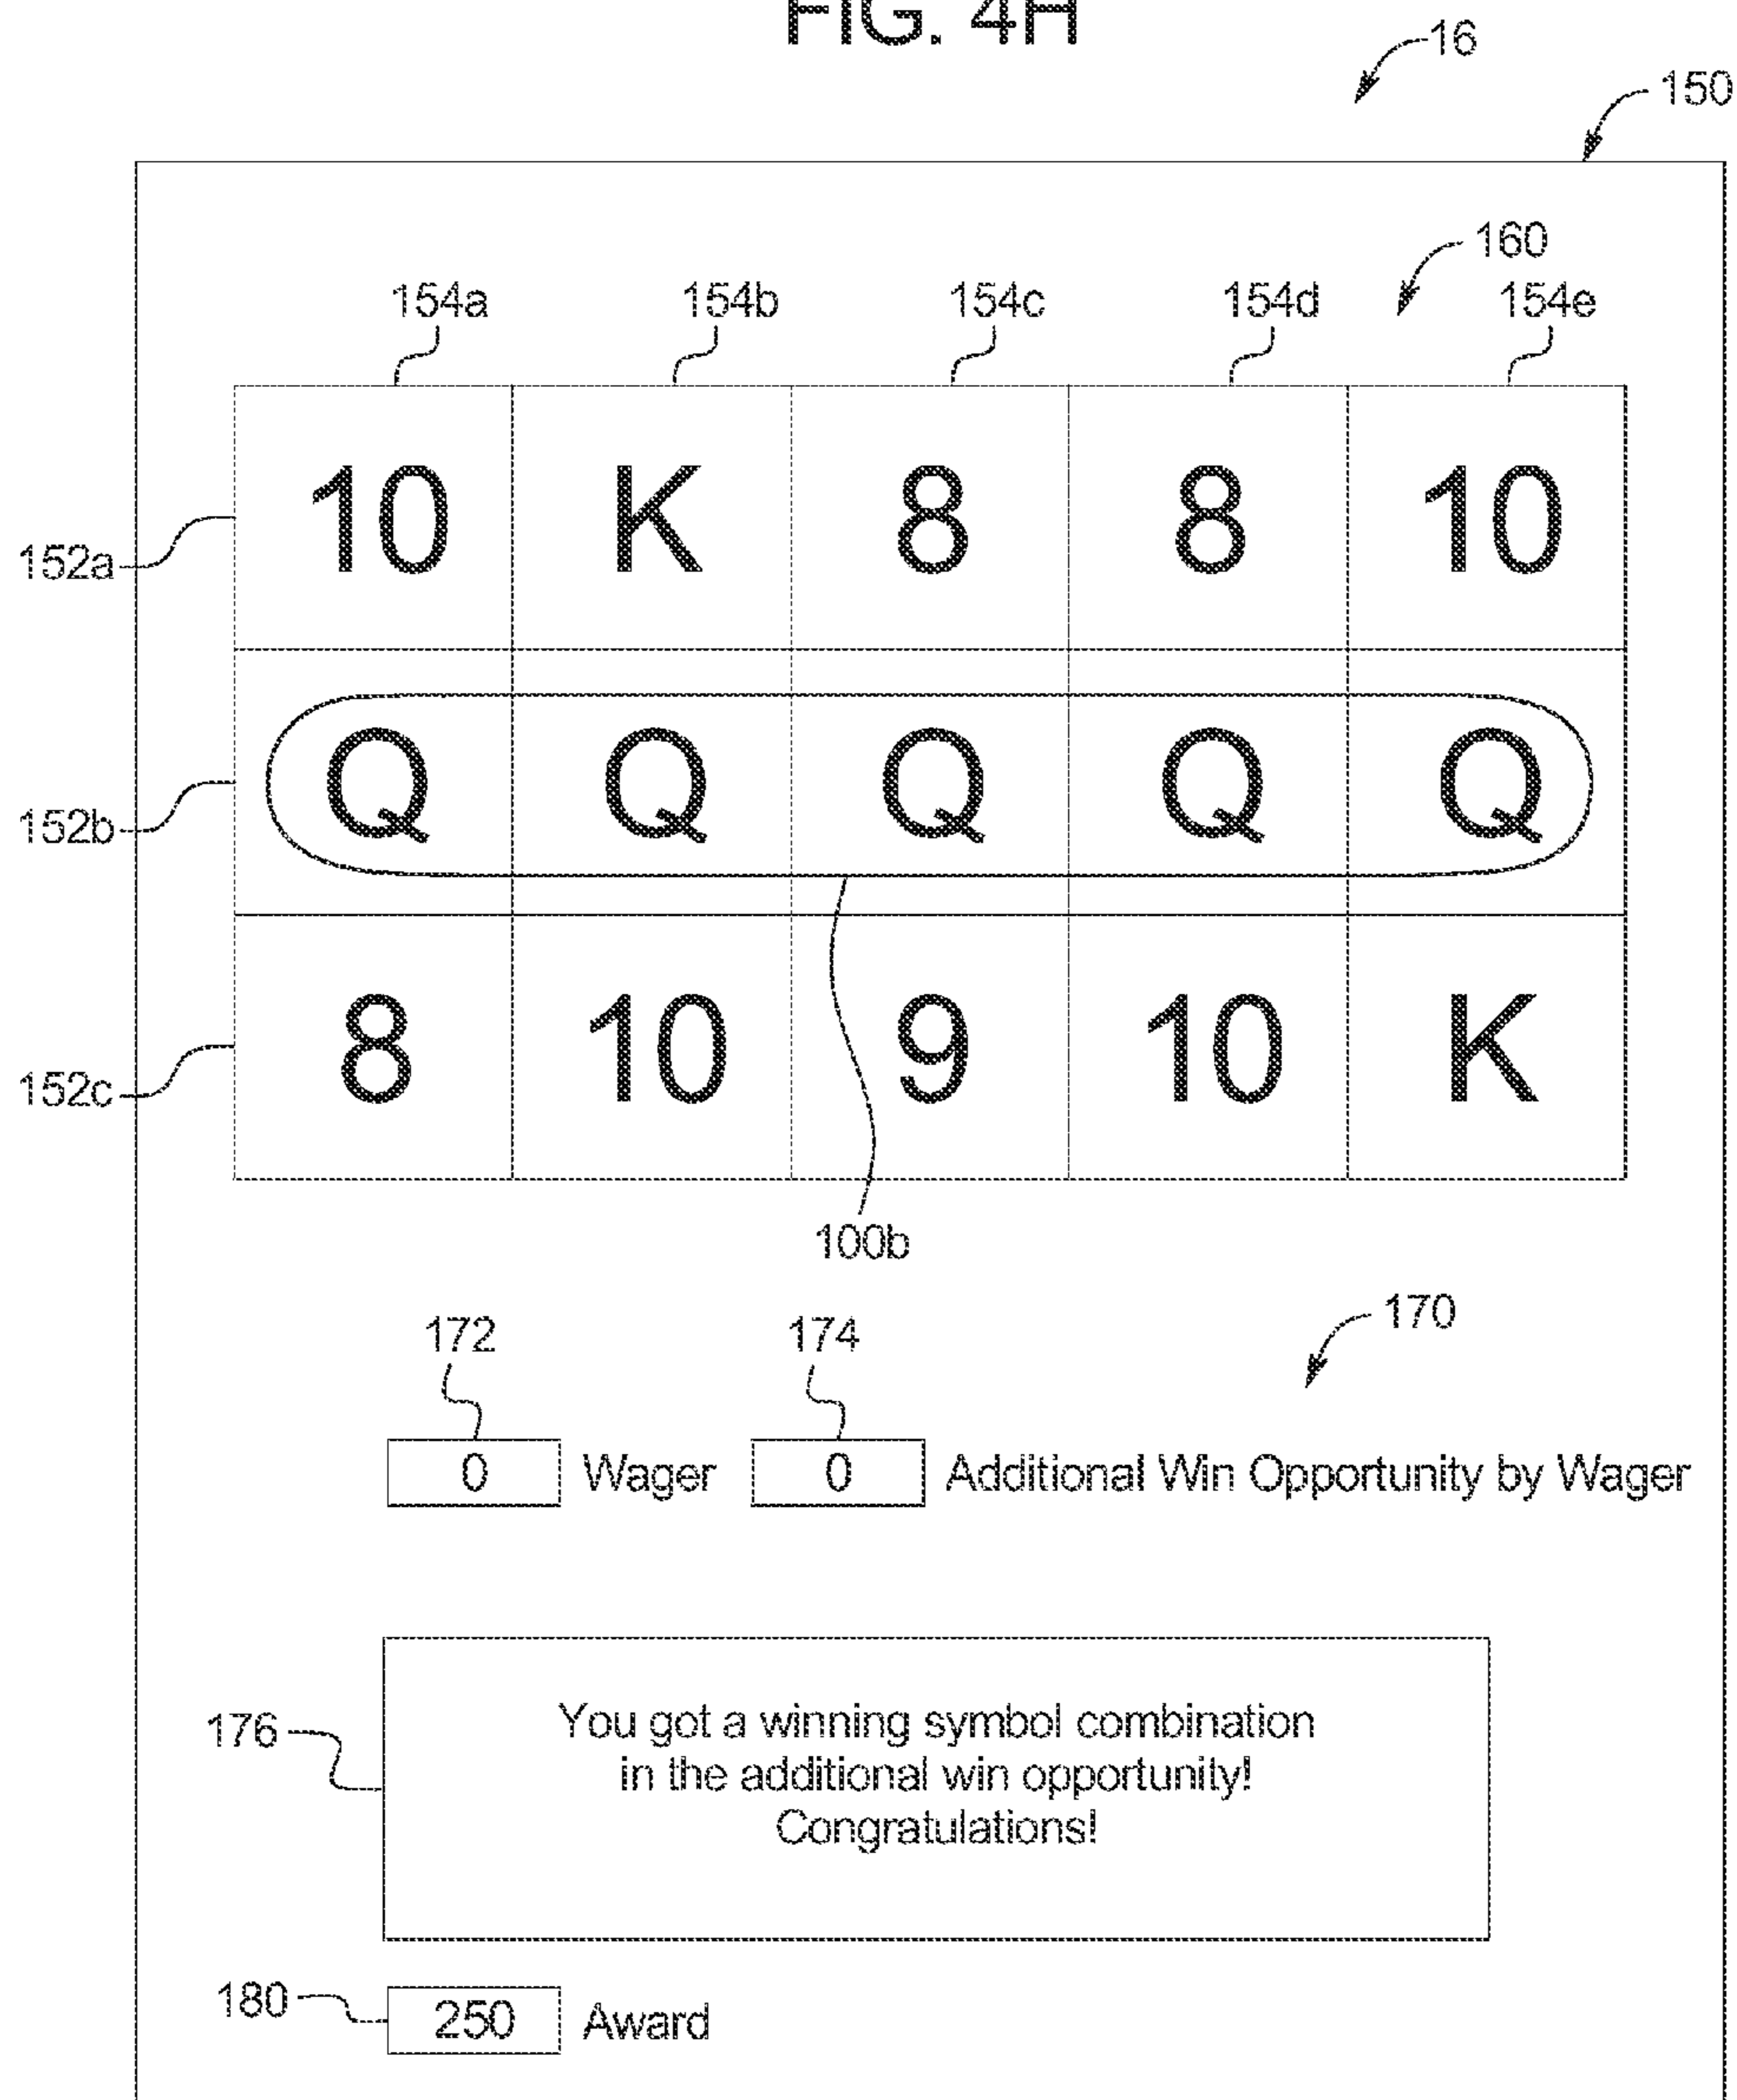 FIG. 4H
16
150
160
154a 154b 154c 154d 154e
10 K 8 8 10
152a
Q Q Q Q Q
152b
8 10 9 10 K
152c
100b
170
172 174
0 Wager 0 Additional Win Opportunity by Wager
176
You got a winning symbol combination
in the additional win opportunity!
Congratulations!
180
250 Award